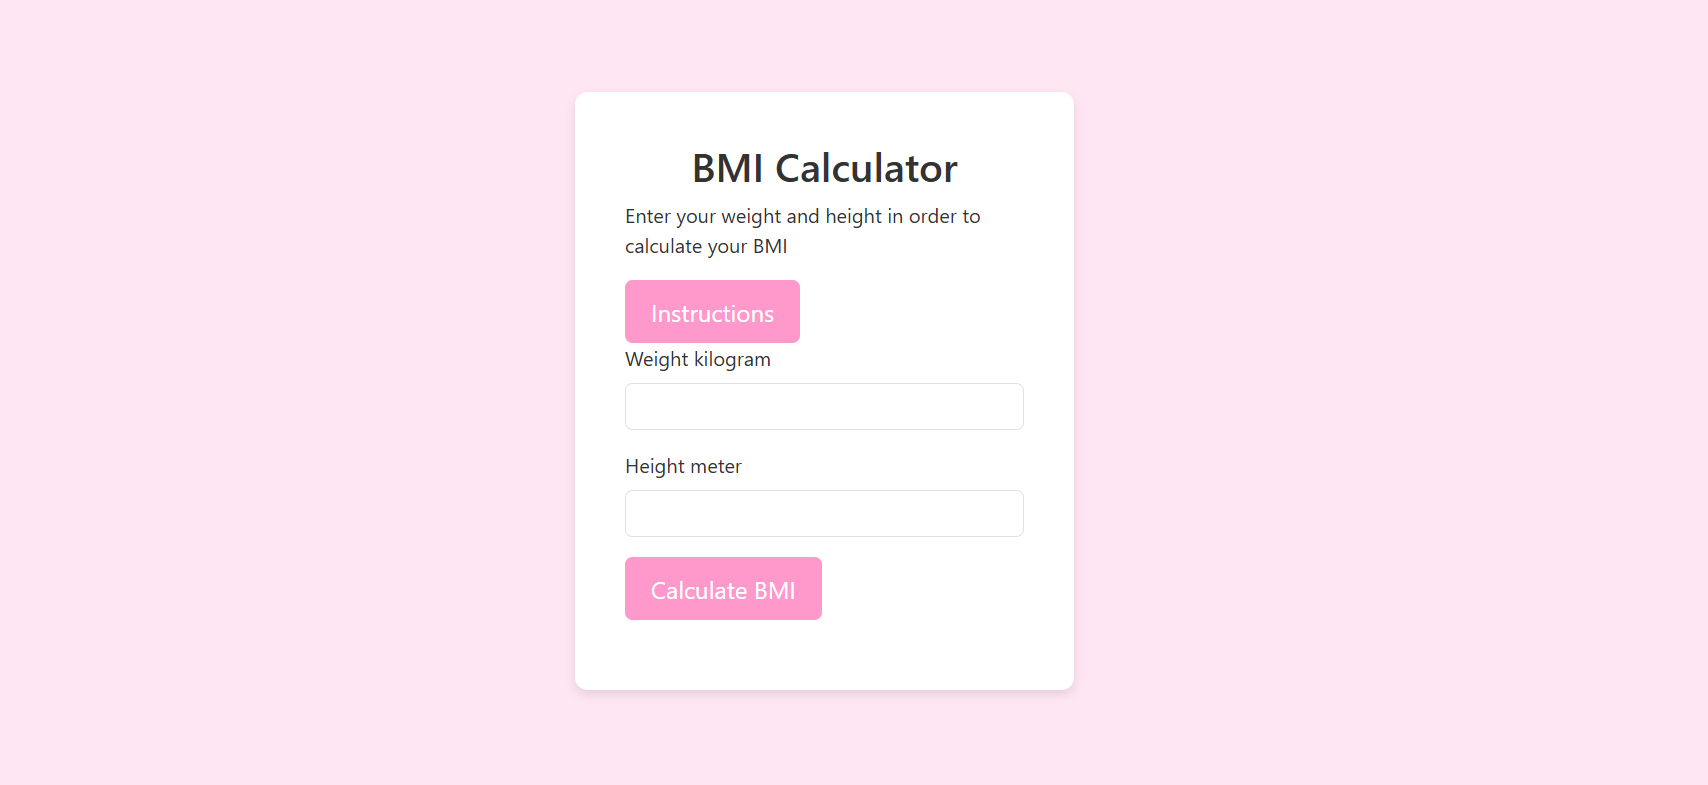 BMI Calculator
Enter your weight and height in order to
calculate your BMI
Instructions
Weight kilogram
Height meter
Calculate BMI